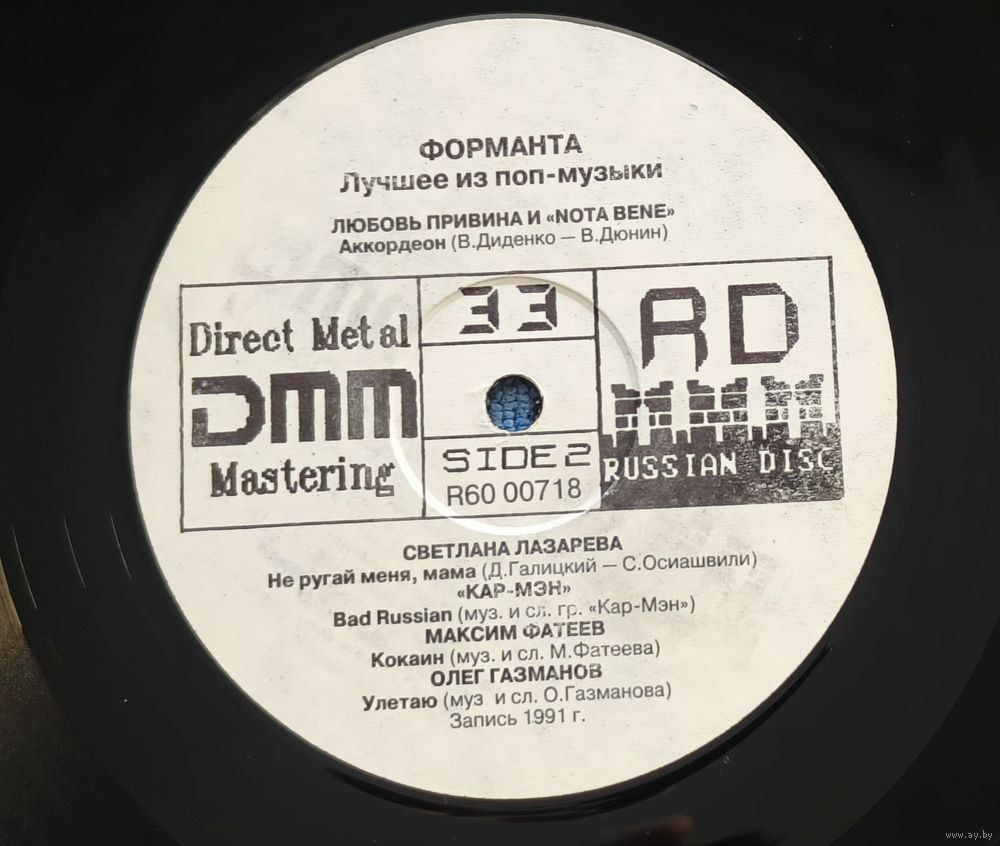 ФОРМАНТА
Лучшее из поп-музыки
ЛЮБОВЬ ПРИВИНА И «NOTA BENE»
Аккордеон (В.Диденко — В.Дюнин)
Direct Metal
DMM
Mastering
33
SIDE 2
R60 00718
RD
RUSSIAN DISC
СВЕТЛАНА ЛАЗАРЕВА
Не ругай меня, мама (Д.Галицкий — С.Осиашвили)
«КАР-МЭН»
Bad Russian (муз. и сл. гр. «Кар-Мэн»)
МАКСИМ ФАТЕЕВ
Кокаин (муз. и сл. М.Фатеева)
ОЛЕГ ГАЗМАНОВ
Улетаю (муз и сл. О.Газманова)
Запись 1991 г.
www.ay.by